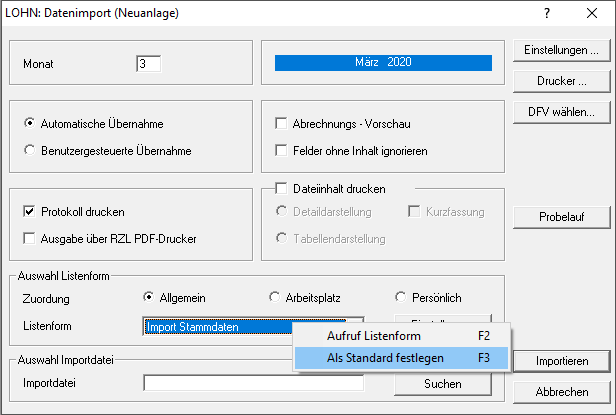 LOHN: Datenimport (Neuanlage)
Monat 3
März 2020
Einstellungen ...
Drucker ...
DFV wählen...
Automatische Übernahme
Benutzergesteuerte Übernahme
Abrechnungs - Vorschau
Felder ohne Inhalt ignorieren
Protokoll drucken
Ausgabe über RZL PDF-Drucker
Dateiinhalt drucken
Detaildarstellung Kurzfassung
Tabellendarstellung
Probelauf
Auswahl Listenform
Zuordung Allgemein Arbeitsplatz Persönlich
Listenform Import Stammdaten
Aufruf Listenform F2
Als Standard festlegen F3
Auswahl Importdatei
Importdatei Suchen
Importieren
Abbrechen